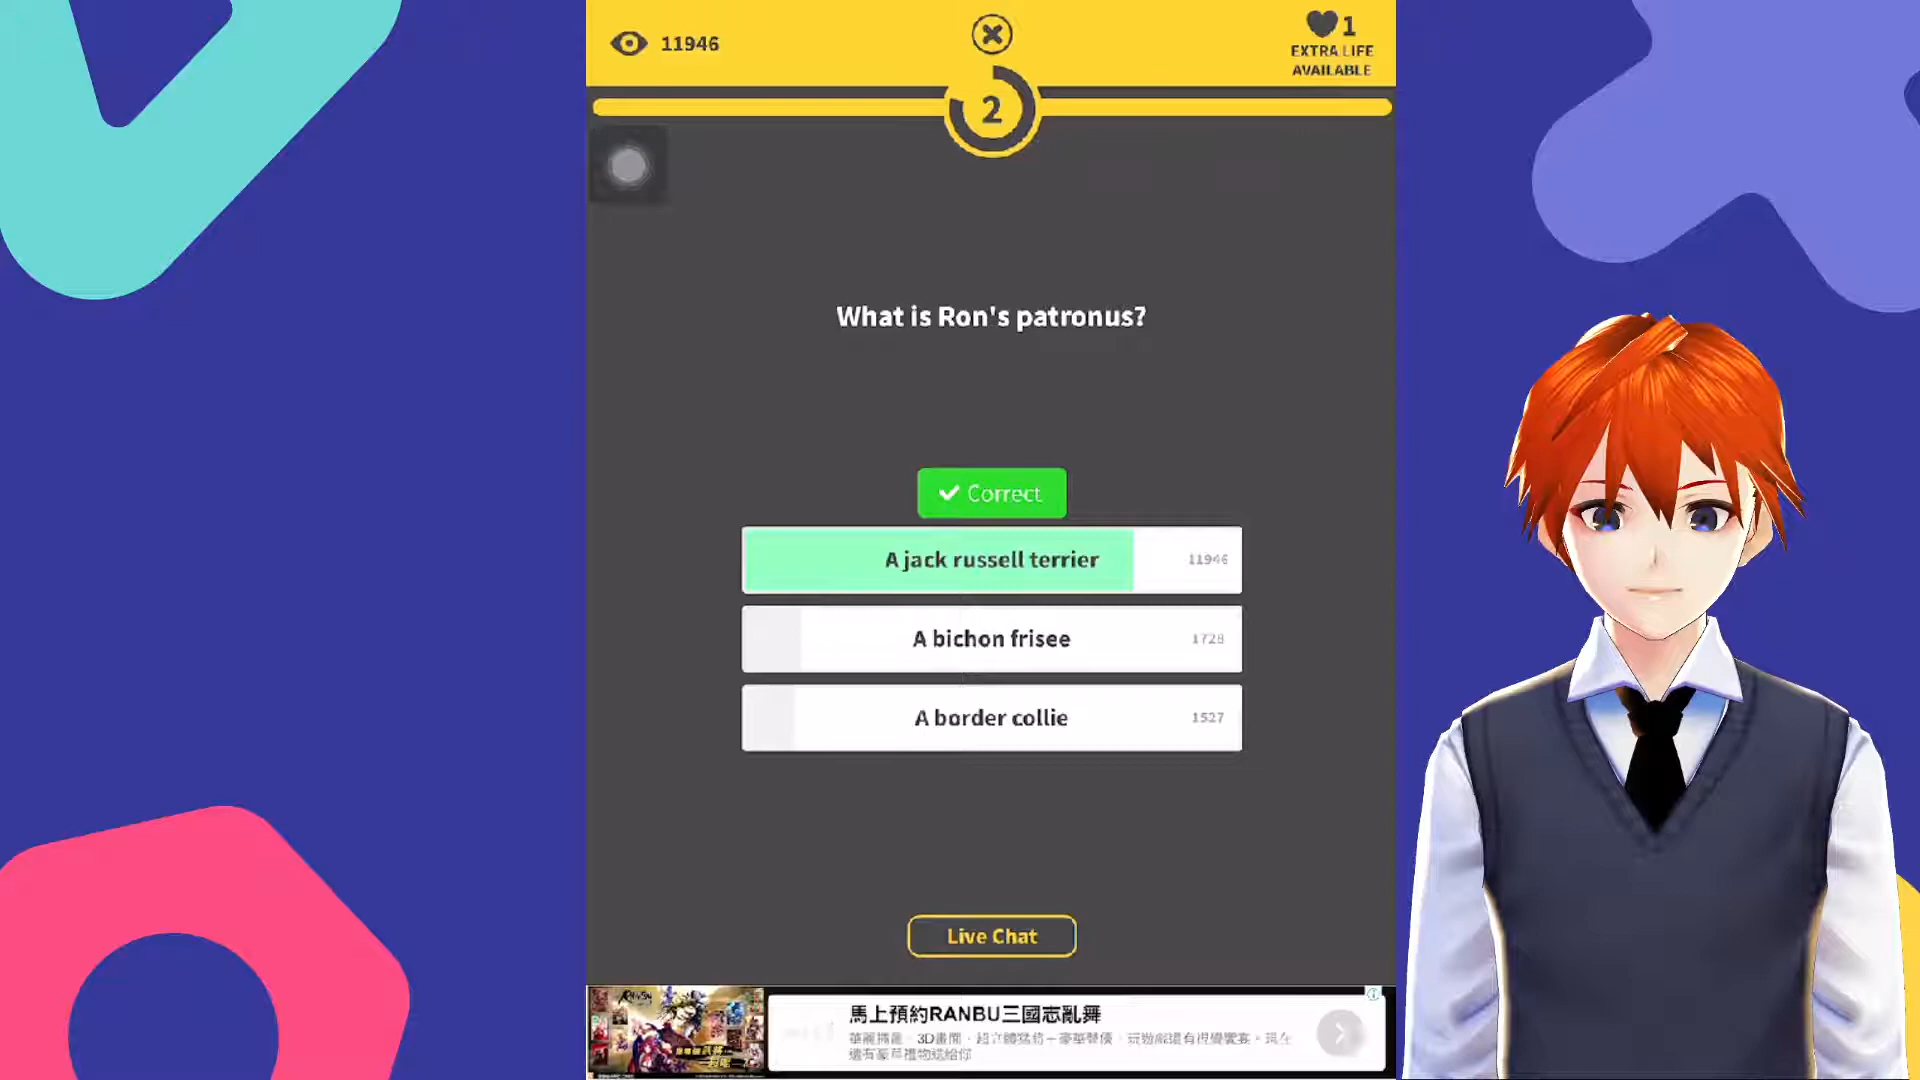 11946
1
EXTRA LIFE
AVAILABLE
2
What is Ron's patronus?
Correct
A jack russell terrier 11946
A bichon frisee 1728
A border collie 1527
Live Chat
馬上預約RANBU三國志亂舞